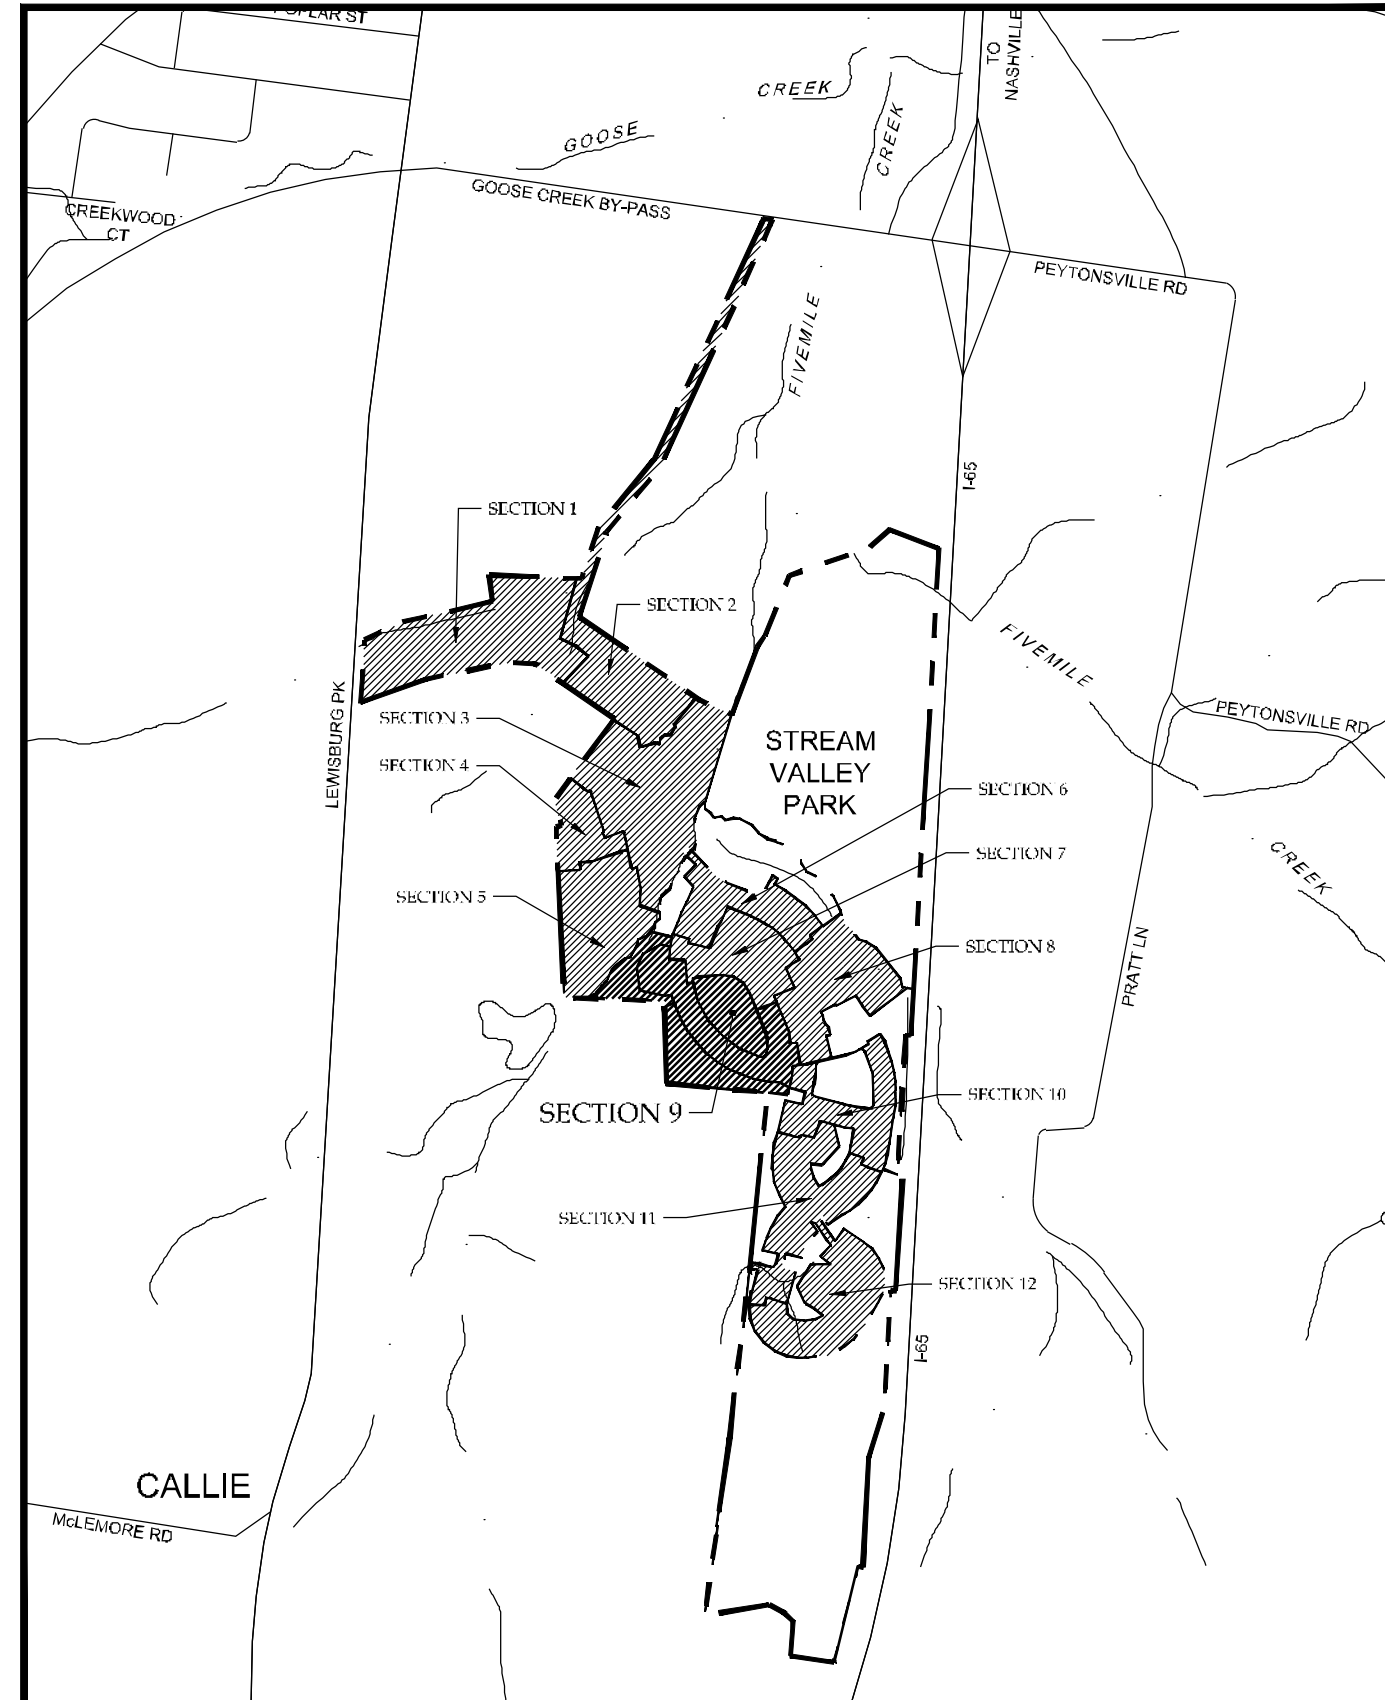 POPLAR ST
TO
NASHVILLE
CREEK
GOOSE
CREEK
GOOSE CREEK BY-PASS
CREEKWOOD
CT
PEYTONSVILLE RD
FIVEMILE
I-65
SECTION 1
SECTION 2
FIVEMILE
LEWISBURG PK
SECTION 3
PEYTONSVILLE RD
STREAM
VALLEY
PARK
SECTION 4
SECTION 6
SECTION 7
CREEK
SECTION 5
SECTION 8
PRATT LN
SECTION 10
SECTION 9
SECTION 11
SECTION 12
I-65
CALLIE
McLEMORE RD